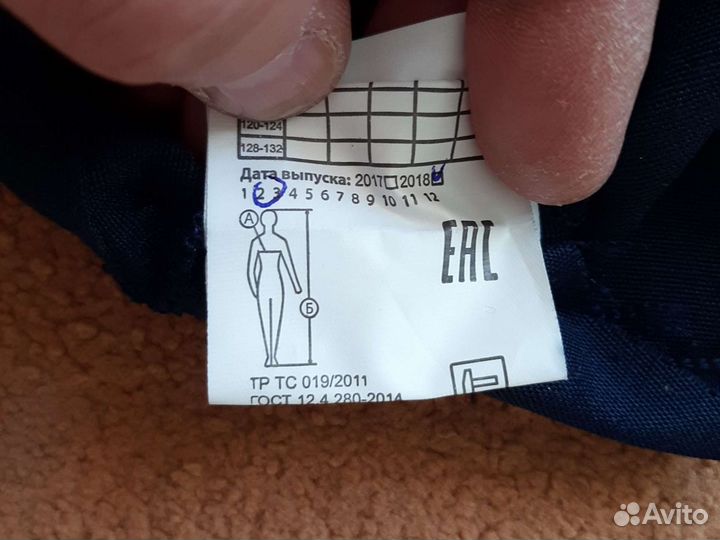 120-124
128-132
Дата выпуска: 2017 2018
1 2 3 4 5 6 7 8 9 10 11 12
А
ЕАС
Б
ТР ТС 019/2011
ГОСТ 12.4.280-2014
Avito